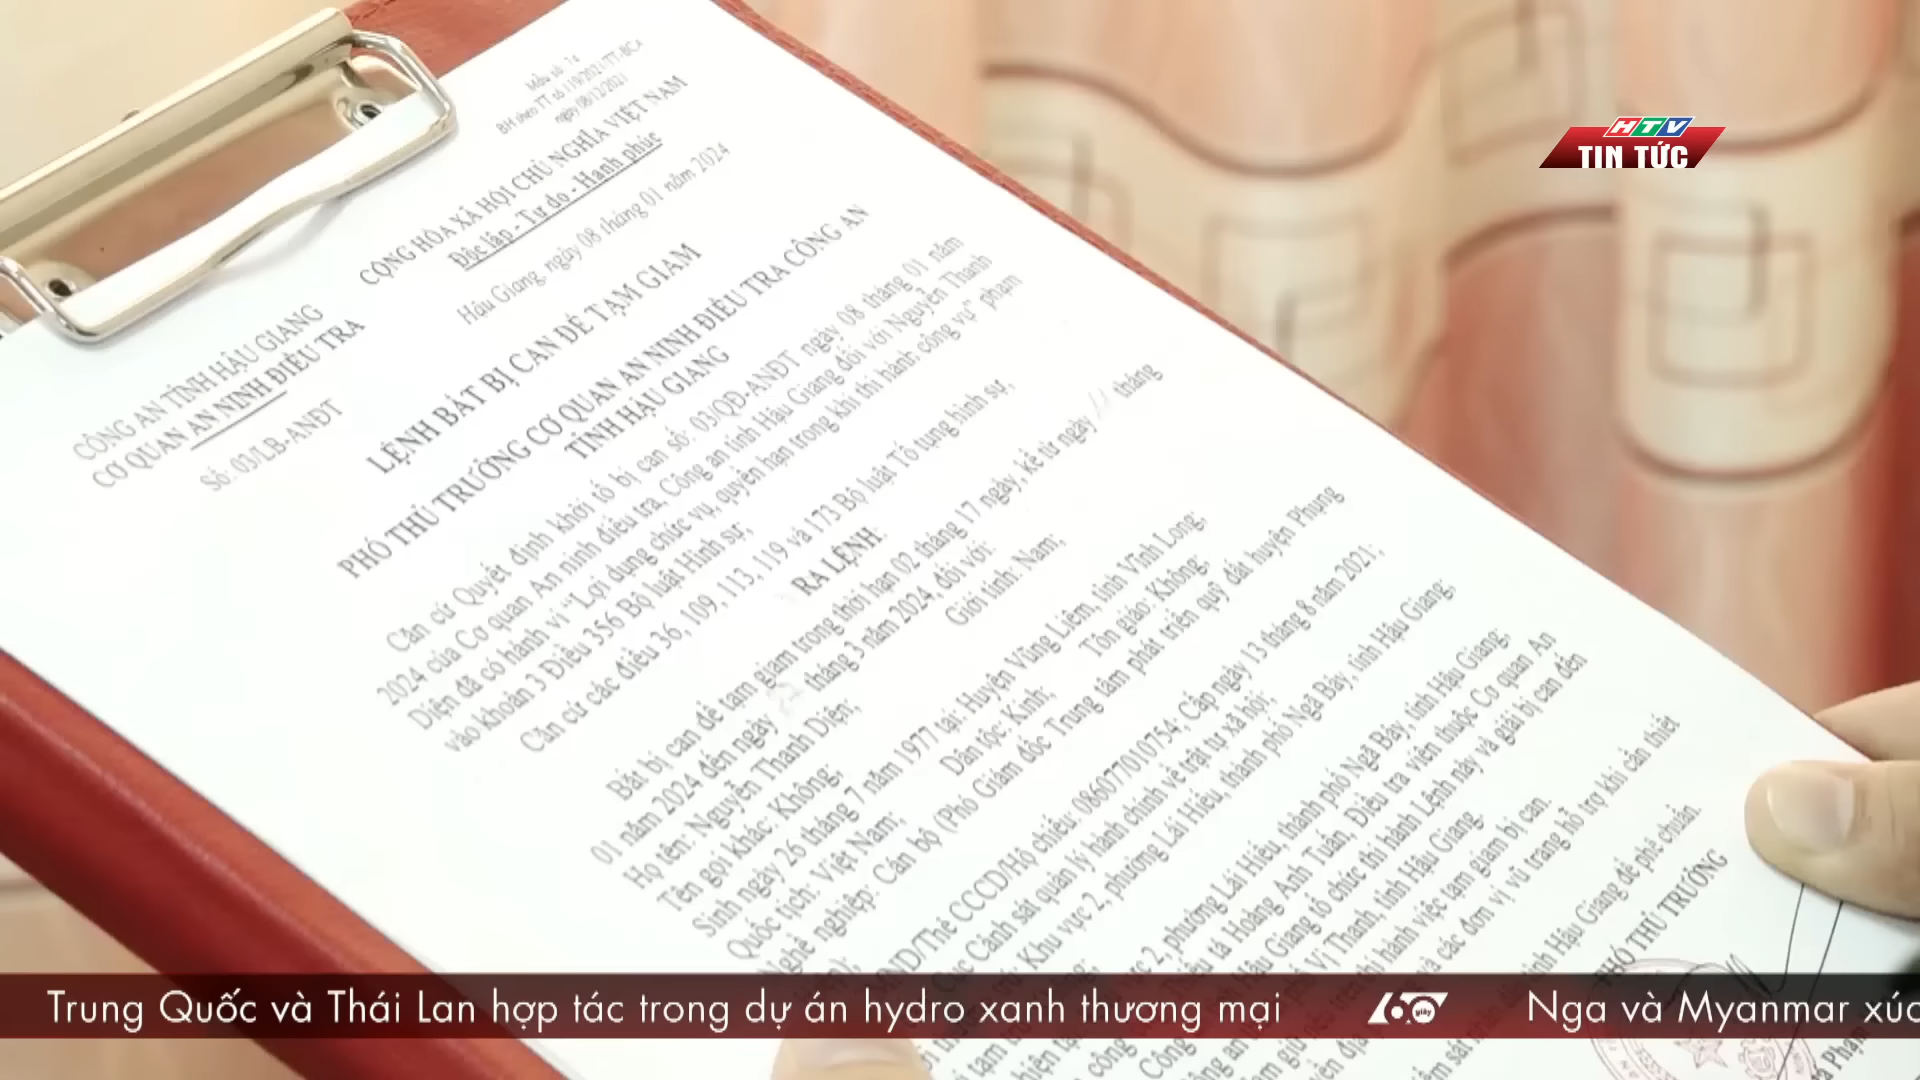 HTV
TIN TỨC
Mẫu số: 74
BH theo TT số 119/2021/TT-BCA
ngày 08/12/2021
CÔNG AN TỈNH HẬU GIANG
CƠ QUAN AN NINH ĐIỀU TRA
Số: 03/LB-ANĐT
CỘNG HÒA XÃ HỘI CHỦ NGHĨA VIỆT NAM
Độc lập - Tự do - Hạnh phúc
Hậu Giang, ngày 08 tháng 01 năm 2024
LỆNH BẮT BỊ CAN ĐỂ TẠM GIAM
PHÓ THỦ TRƯỞNG CƠ QUAN AN NINH ĐIỀU TRA CÔNG AN
TỈNH HẬU GIANG
Căn cứ Quyết định khởi tố bị can số: 03/QĐ-ANĐT ngày 08 tháng 01 năm
2024 của Cơ quan An ninh điều tra, Công an tỉnh Hậu Giang đối với Nguyễn Thanh
Diện đã có hành vi “Lợi dụng chức vụ, quyền hạn trong khi thi hành công vụ” phạm
vào khoản 3 Điều 356 Bộ luật Hình sự;
Căn cứ các điều 36, 109, 113, 119 và 173 Bộ luật Tố tụng hình sự,
RA LỆNH:
Bắt bị can để tạm giam trong thời hạn 02 tháng 17 ngày, kể từ ngày 11 tháng
01 năm 2024 đến ngày tháng 3 năm 2024, đối với:
Họ tên: Nguyễn Thanh Diện; Giới tính: Nam;
Tên gọi khác: Không;
Sinh ngày 26 tháng 7 năm 1977 tại: Huyện Vũng Liêm, tỉnh Vĩnh Long;
Quốc tịch: Việt Nam; Dân tộc: Kinh; Tôn giáo: Không;
Nghề nghiệp: Cán bộ (Phó Giám đốc Trung tâm phát triển quỹ đất huyện Phụng
CMND/Thẻ CCCD/Hộ chiếu: 086077010754; Cấp ngày 13 tháng 8 năm 2021;
Cục Cảnh sát quản lý hành chính về trật tự xã hội;
Khu vực 2, phường Lái Hiếu, thành phố Ngã Bảy, tỉnh Hậu Giang;
vực 2, phường Lái Hiếu, thành phố Ngã Bảy, tỉnh Hậu Giang;
tá Hoàng Anh Tuấn, Điều tra viên thuộc Cơ quan An
Hậu Giang tổ chức thi hành Lệnh này và giải bị can đến
Vị Thanh, tỉnh Hậu Giang.
thi hành việc tạm giam bị can.
và các đơn vị vũ trang hỗ trợ khi cần thiết
tỉnh Hậu Giang để phê chuẩn.
PHÓ THỦ TRƯỞNG
Trung Quốc và Thái Lan hợp tác trong dự án hydro xanh thương mại
60 giây
Nga và Myanmar xúc